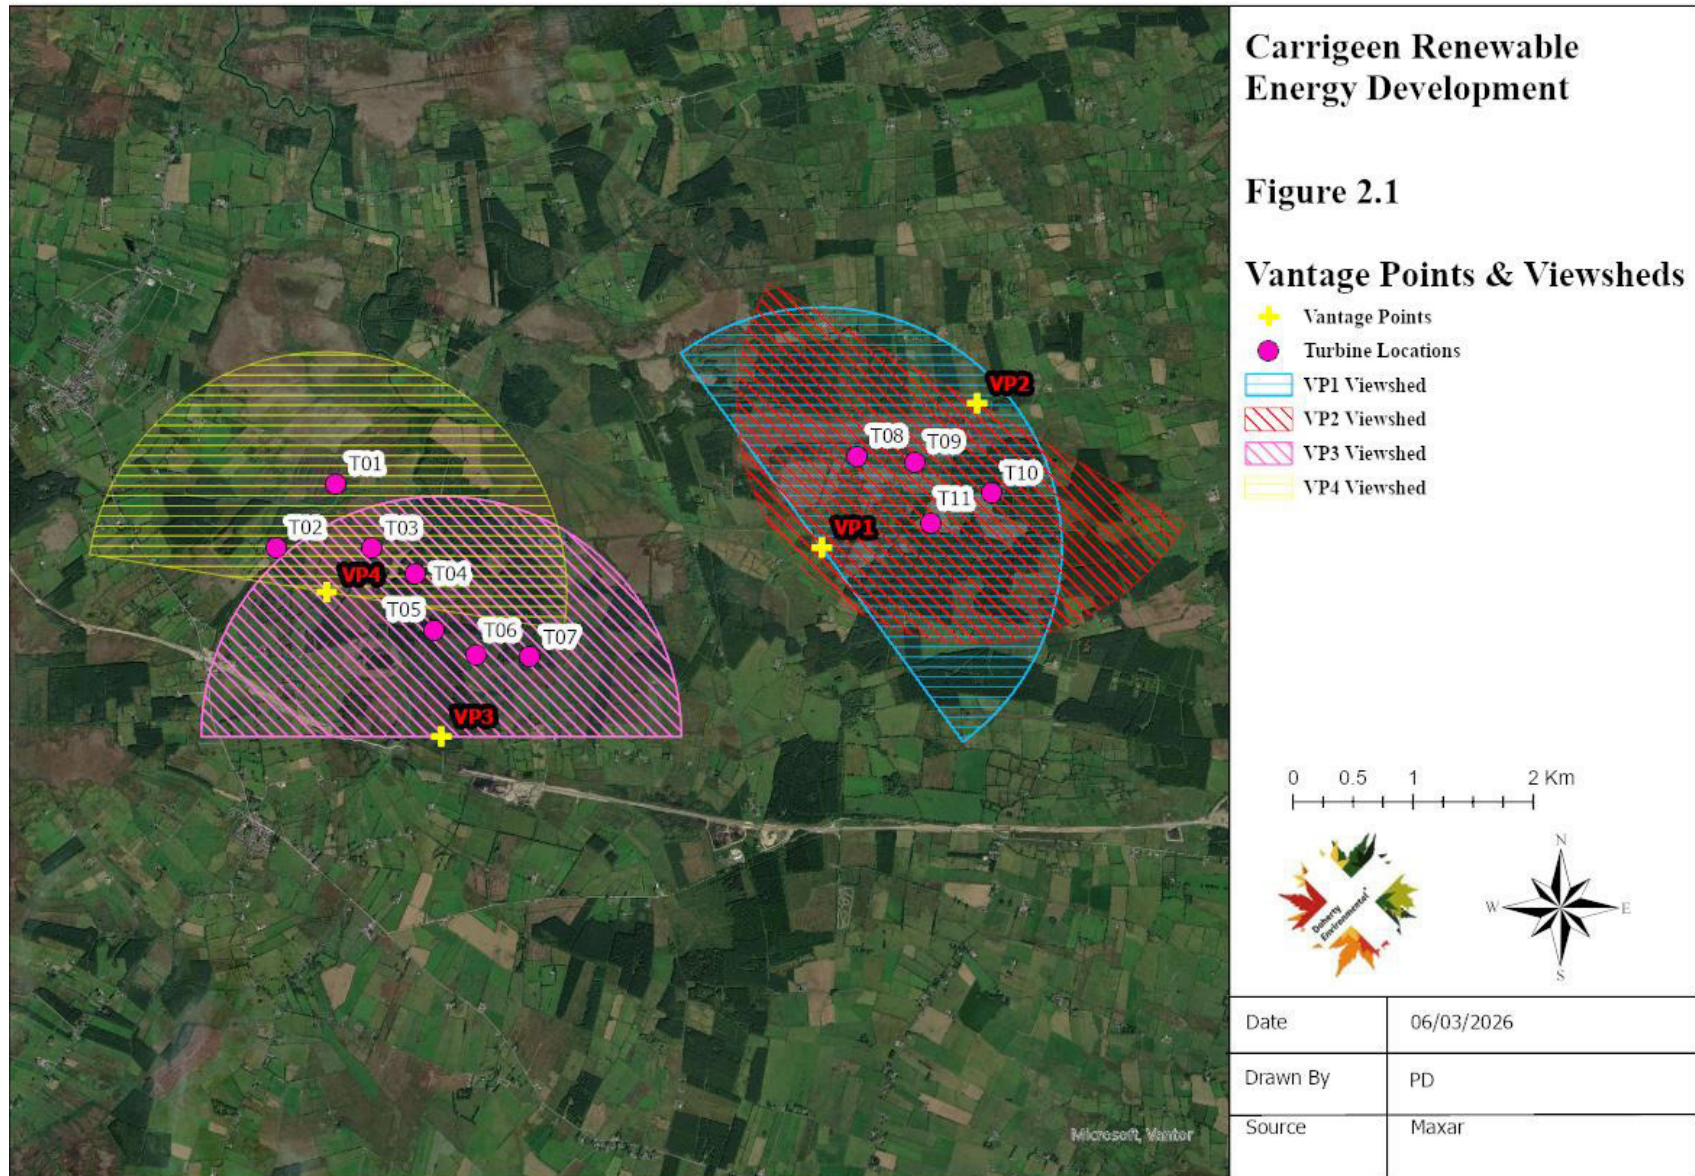 Carrigeen Renewable
Energy Development
Figure 2.1
Vantage Points & Viewsheds
Vantage Points
Turbine Locations
VP1 Viewshed
VP2 Viewshed
VP3 Viewshed
VP4 Viewshed
VP2
T08
T09
T10
T11
VP1
T01
T02
T03
VP4
T04
T05
T06
T07
VP3
0 0.5 1 2 Km
Doherty
Environmental
N
W E
S
Date 06/03/2026
Drawn By PD
Source Maxar
Microsoft, Vantor